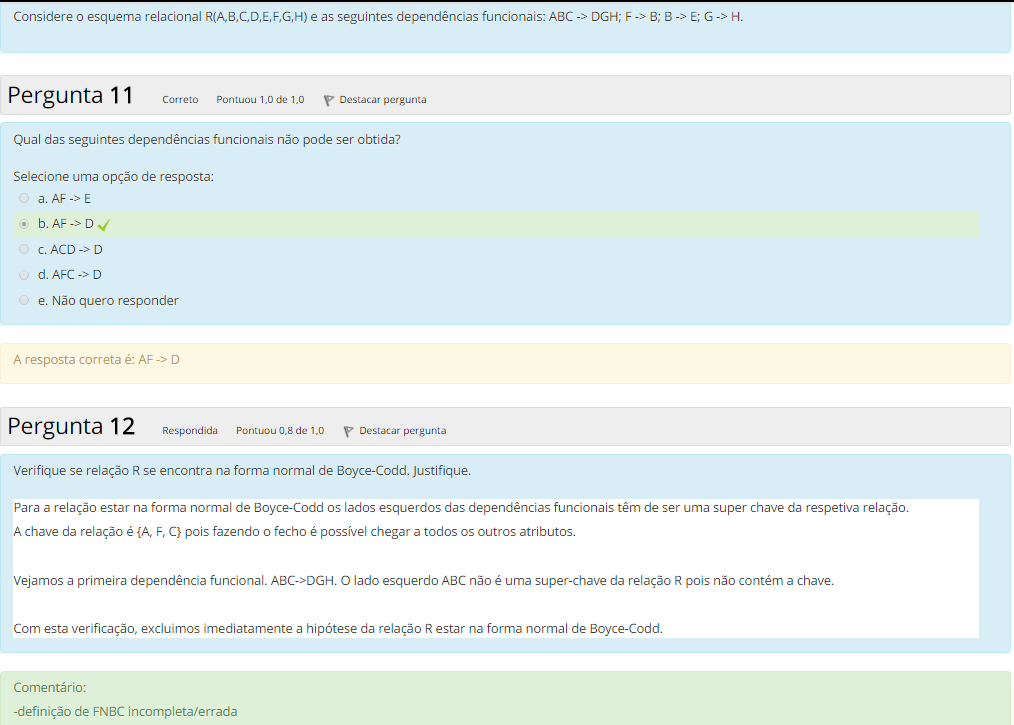 Considere o esquema relacional R(A,B,C,D,E,F,G,H) e as seguintes dependências funcionais: ABC -> DGH; F -> B; B -> E; G -> H.
Pergunta 11 Correto Pontuou 1,0 de 1,0 Destacar pergunta
Qual das seguintes dependências funcionais não pode ser obtida?
Selecione uma opção de resposta:
a. AF -> E
b. AF -> D
c. ACD -> D
d. AFC -> D
e. Não quero responder
A resposta correta é: AF -> D
Pergunta 12 Respondida Pontuou 0,8 de 1,0 Destacar pergunta
Verifique se relação R se encontra na forma normal de Boyce-Codd. Justifique.
Para a relação estar na forma normal de Boyce-Codd os lados esquerdos das dependências funcionais têm de ser uma super chave da respetiva relação.
A chave da relação é {A, F, C} pois fazendo o fecho é possível chegar a todos os outros atributos.
Vejamos a primeira dependência funcional. ABC->DGH. O lado esquerdo ABC não é uma super-chave da relação R pois não contém a chave.
Com esta verificação, excluimos imediatamente a hipótese da relação R estar na forma normal de Boyce-Codd.
Comentário:
-definição de FNBC incompleta/errada